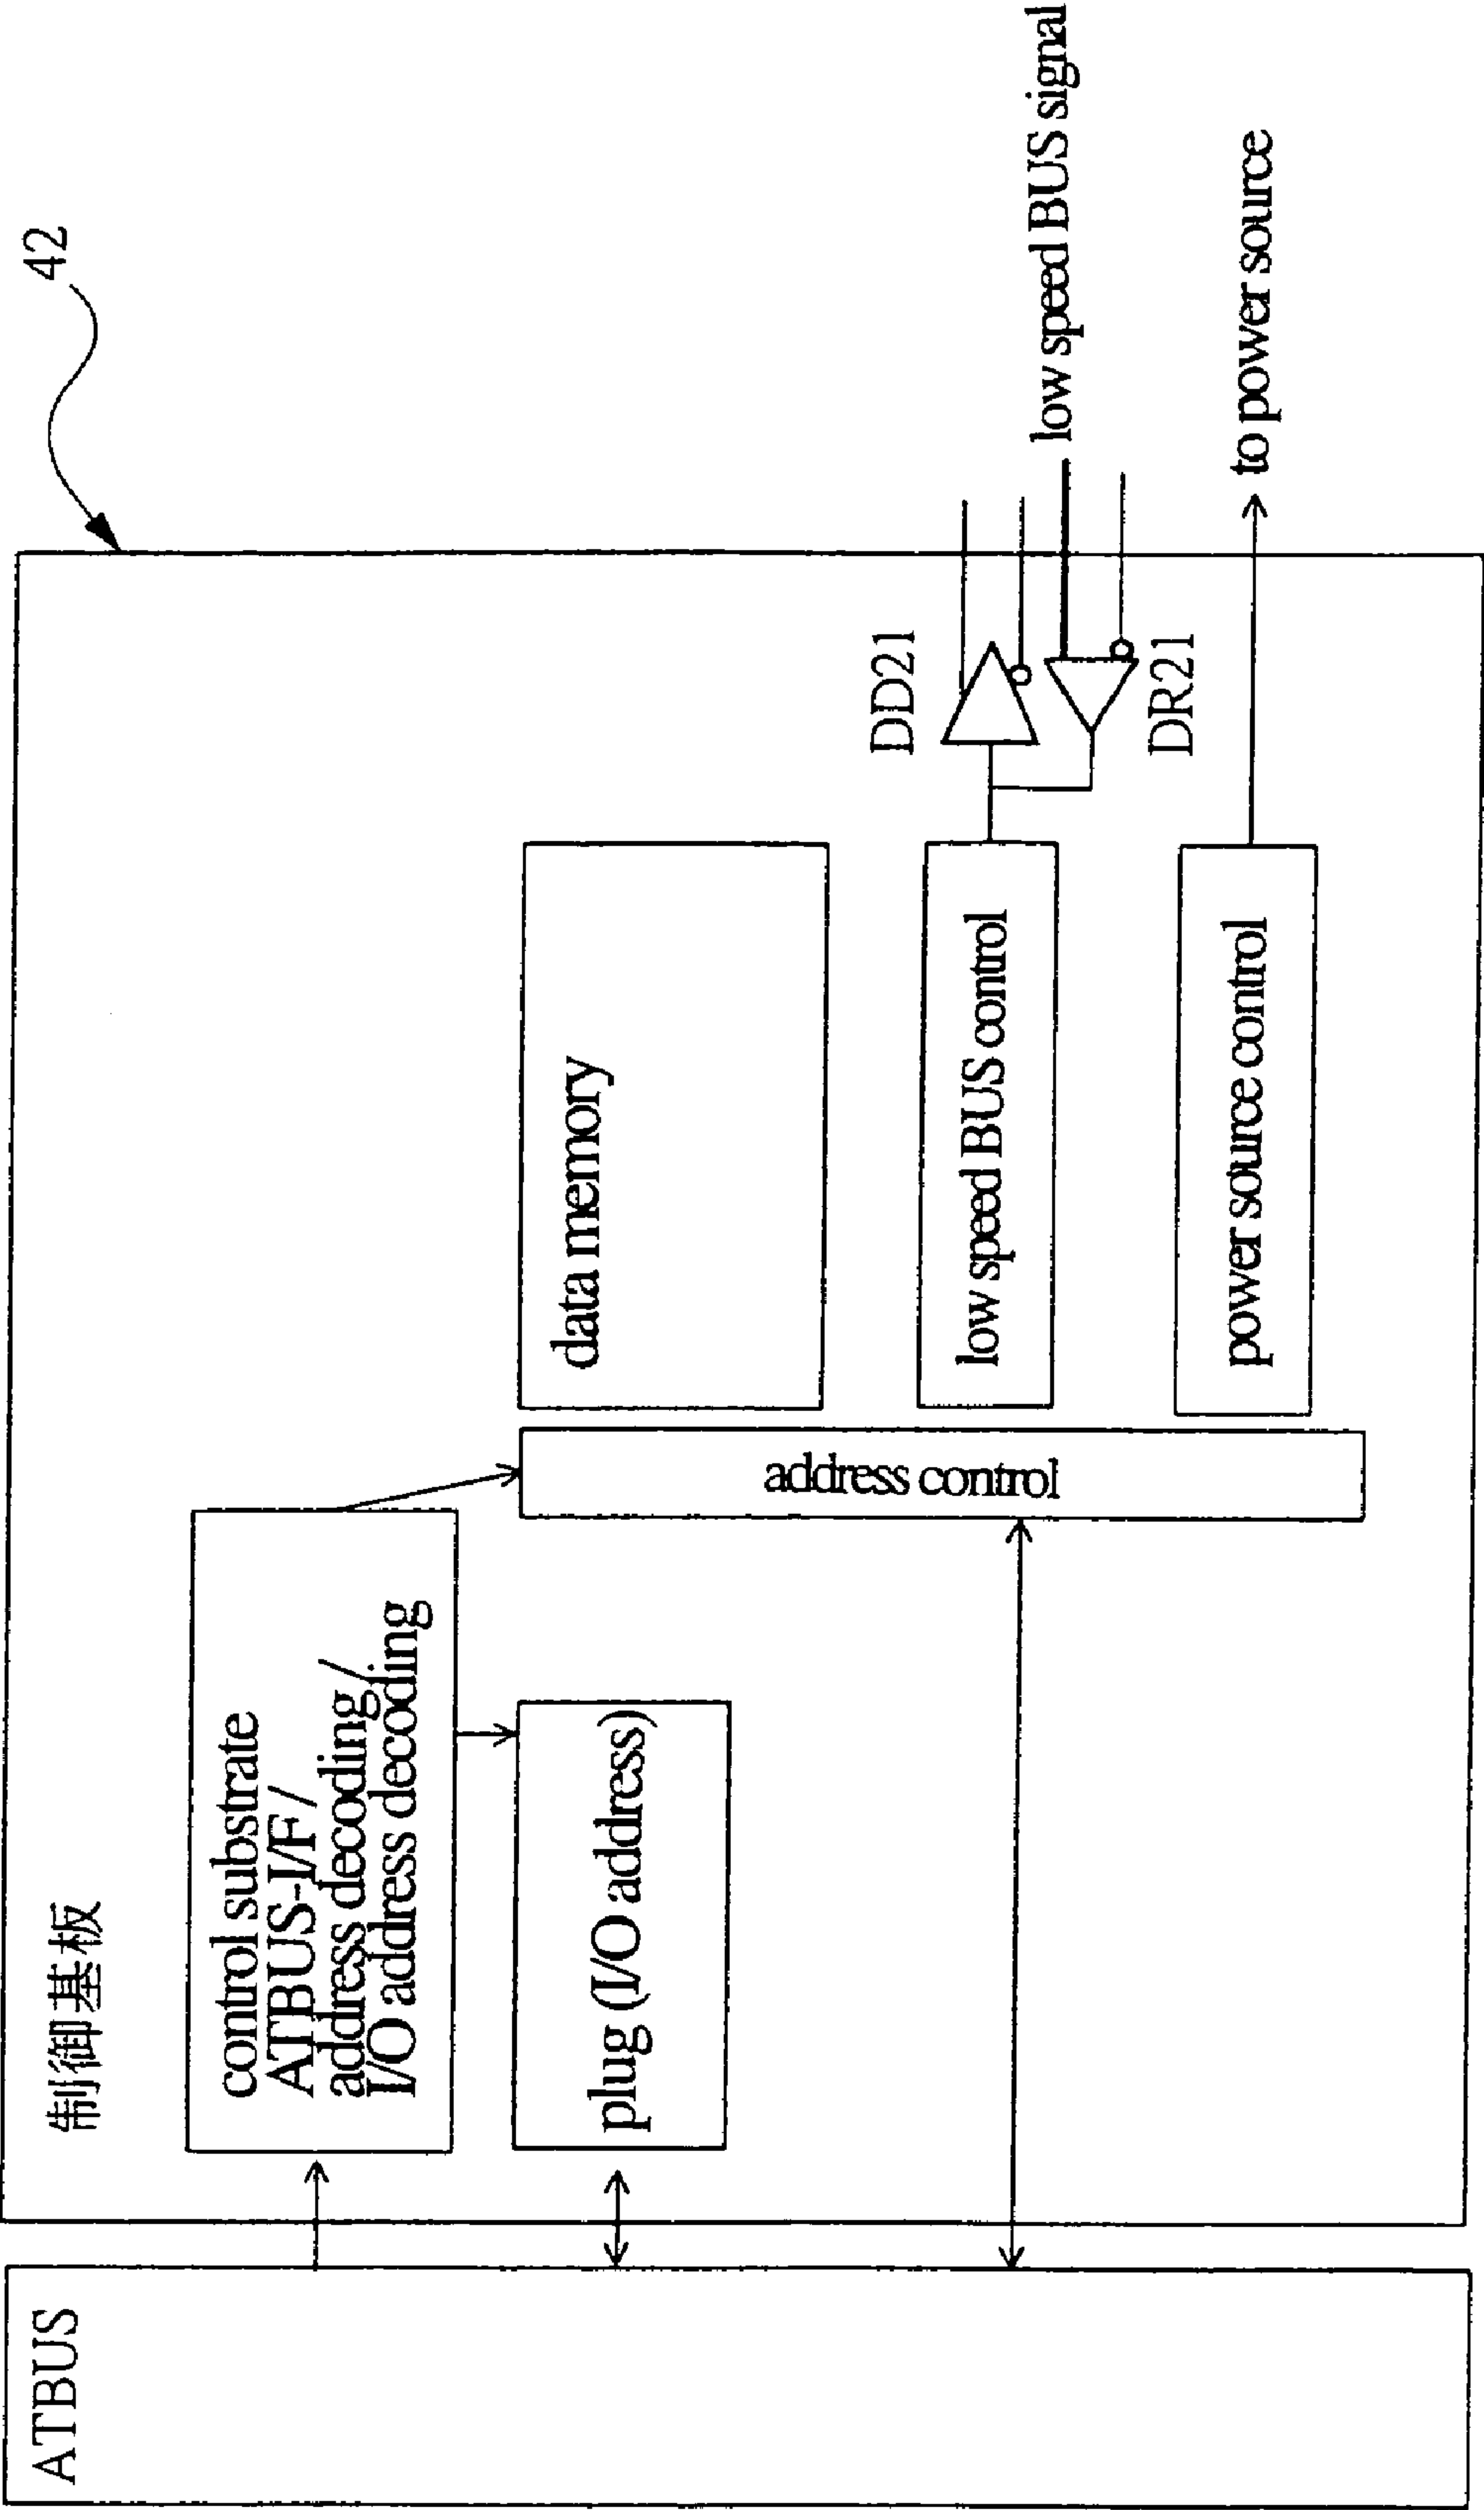 42
ATBUS
制御基板
control substrate
ATBUS-I/F /
address decoding /
I/O address decoding
plug (I/O address)
address control
data memory
low speed BUS control
power source control
DD21
DR21
low speed BUS signal
to power source